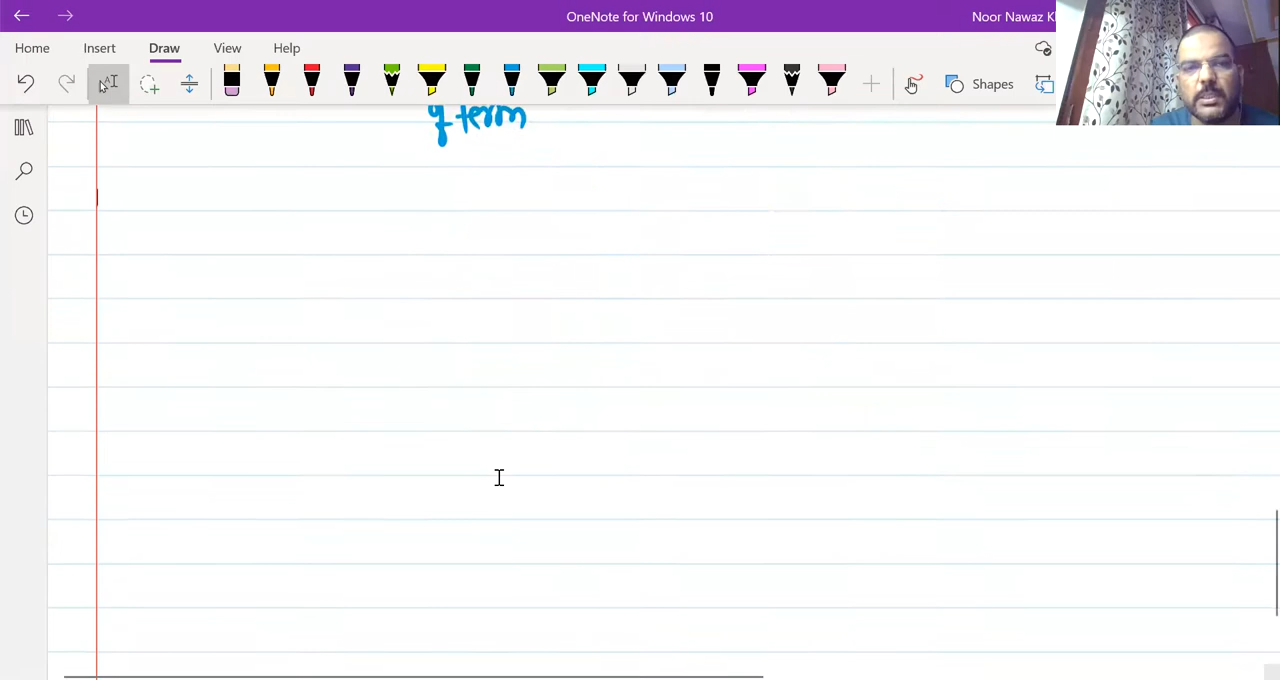 OneNote for Windows 10
Noor Nawaz K
Home Insert Draw View Help
Shapes
term